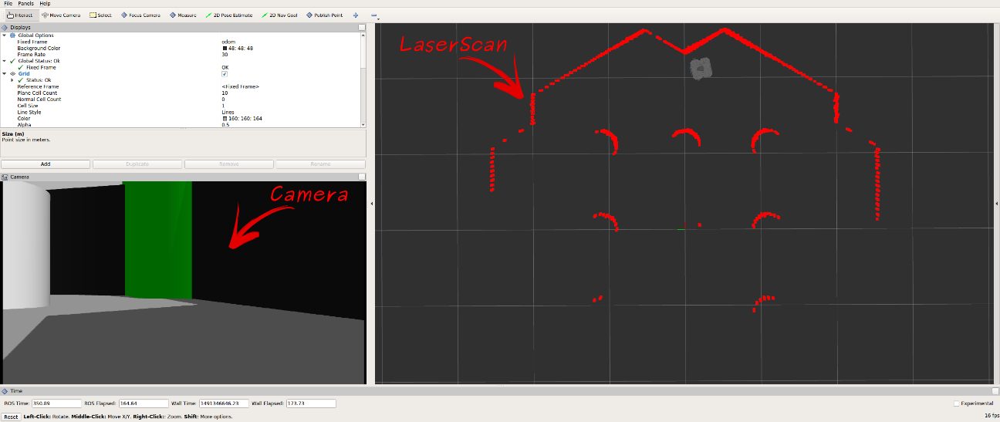 File Panels Help
Interact Move Camera Select Focus Camera Measure 2D Pose Estimate 2D Nav Goal Publish Point
Displays
Global Options
Fixed Frame odom
Background Color 48; 48; 48
Frame Rate 30
Global Status: Ok
Fixed Frame OK
Grid
Status: Ok
Reference Frame <Fixed Frame>
Plane Cell Count 10
Normal Cell Count 0
Cell Size 1
Line Style Lines
Color 160; 160; 164
Alpha 0.5
Size (m)
Point size in meters.
Add Duplicate Remove Rename
Camera
Camera
LaserScan
Time
ROS Time: 350.89 ROS Elapsed: 164.64 Wall Time: 1491346646.23 Wall Elapsed: 173.73 Experimental
Reset Left-Click: Rotate. Middle-Click: Move X/Y. Right-Click:: Zoom. Shift: More options. 16 fps